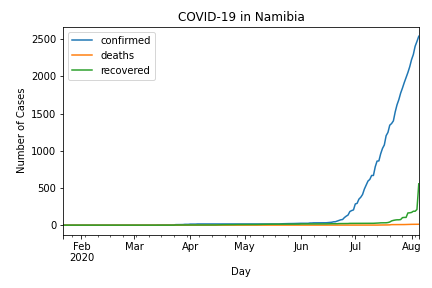 COVID-19 in Namibia
confirmed
deaths
recovered
Number of Cases
2500
2000
1500
1000
500
0
Feb Mar Apr May Jun Jul Aug
2020
Day